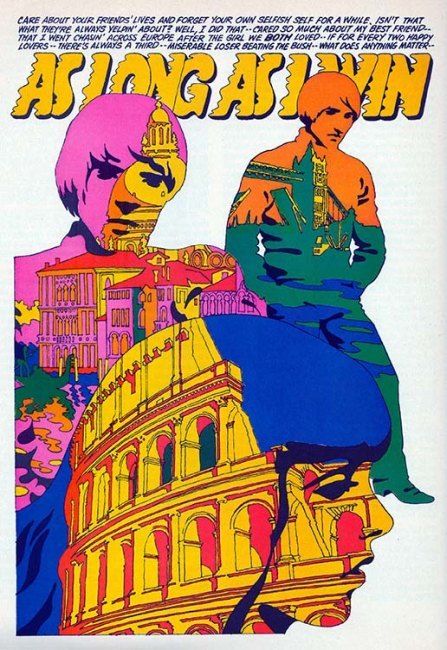 CARE ABOUT YOUR FRIENDS' LIVES AND FORGET YOUR OWN SELFISH SELF FOR A WHILE. ISN'T THAT
WHAT THEY'RE ALWAYS YELPIN' ABOUT? WELL, I DID THAT-- CARED SO MUCH ABOUT MY BEST FRIEND--
THAT I WENT CHASIN' ACROSS EUROPE AFTER THE GIRL WE BOTH LOVED-- IF FOR EVERY TWO HAPPY
LOVERS-- THERE'S ALWAYS A THIRD-- MISERABLE LOSER BEATING THE BUSH-- WHAT DOES ANYTHING MATTER--
AS LONG AS I WIN